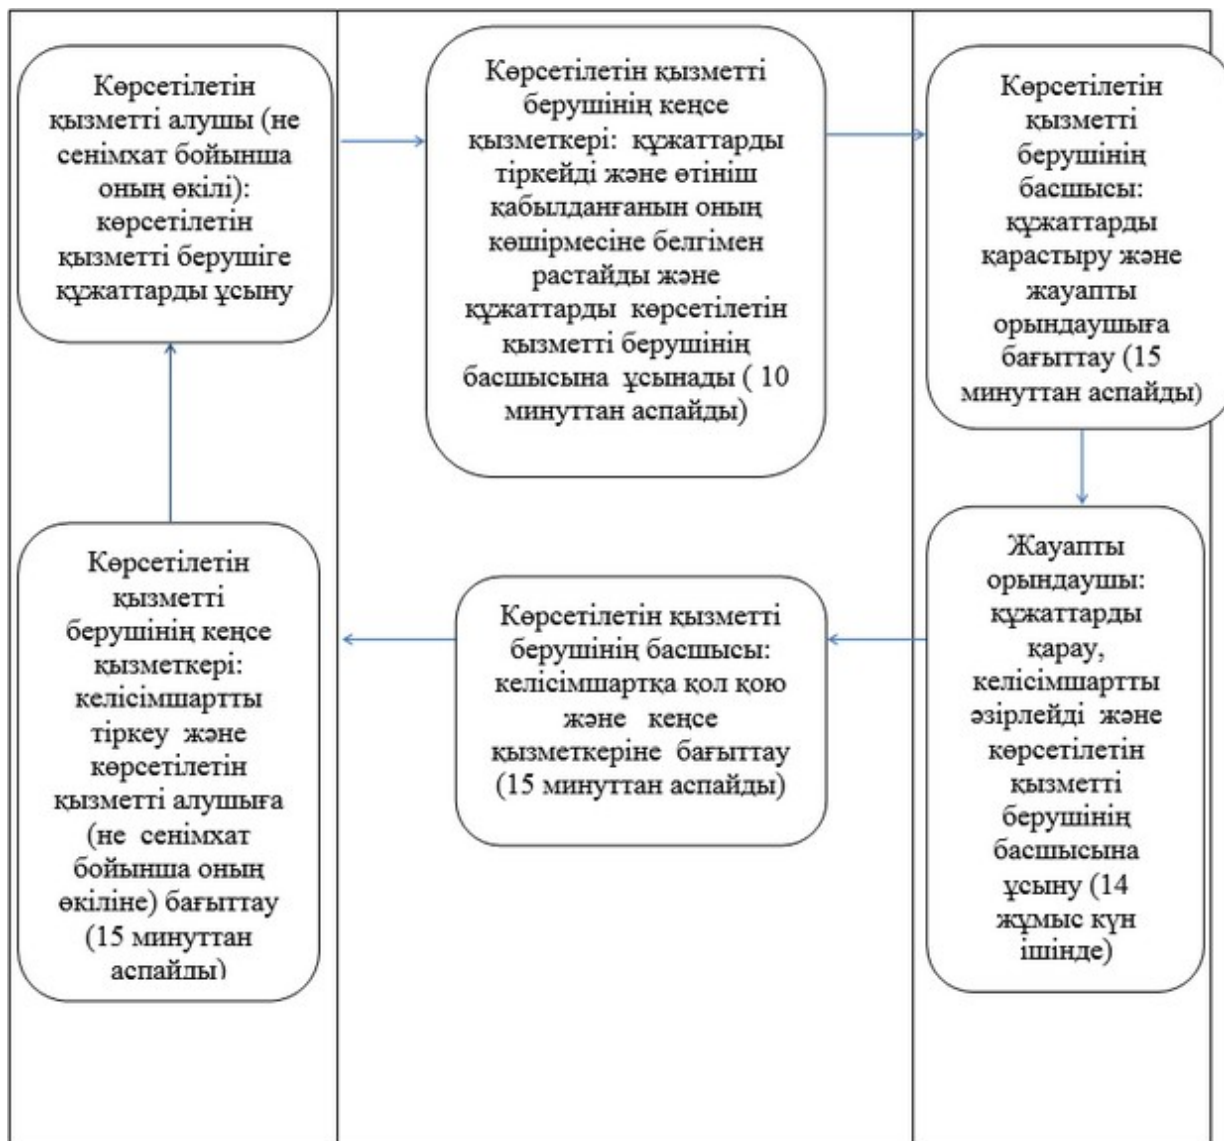 Көрсетілетін
қызметті алушы (не
сенімхат бойынша
оның өкілі):
көрсетілетін
қызметті берушіге
құжаттарды ұсыну
Көрсетілетін қызметті
берушінің кеңсе
қызметкері: құжаттарды
тіркейді және өтініш
қабылданғанын оның
көшірмесіне белгімен
растайды және
құжаттарды көрсетілетін
қызметті берушінің
басшысына ұсынады ( 10
минуттан аспайды)
Көрсетілетін
қызметті
берушінің
басшысы:
құжаттарды
қарастыру және
жауапты
орындаушыға
бағыттау (15
минуттан аспайды)
Жауапты
орындаушы:
құжаттарды
қарау,
келісімшартты
әзірлейді және
көрсетілетін
қызметті
берушінің
басшысына
ұсыну (14
жұмыс күн
ішінде)
Көрсетілетін қызметті
берушінің басшысы:
келісімшартқа қол қою
және кеңсе
қызметкеріне бағыттау
(15 минуттан аспайды)
Көрсетілетін
қызметті
берушінің кеңсе
қызметкері:
келісімшартты
тіркеу және
көрсетілетін
қызметті алушыға
(не сенімхат
бойынша оның
өкіліне) бағыттау
(15 минуттан
аспайды)